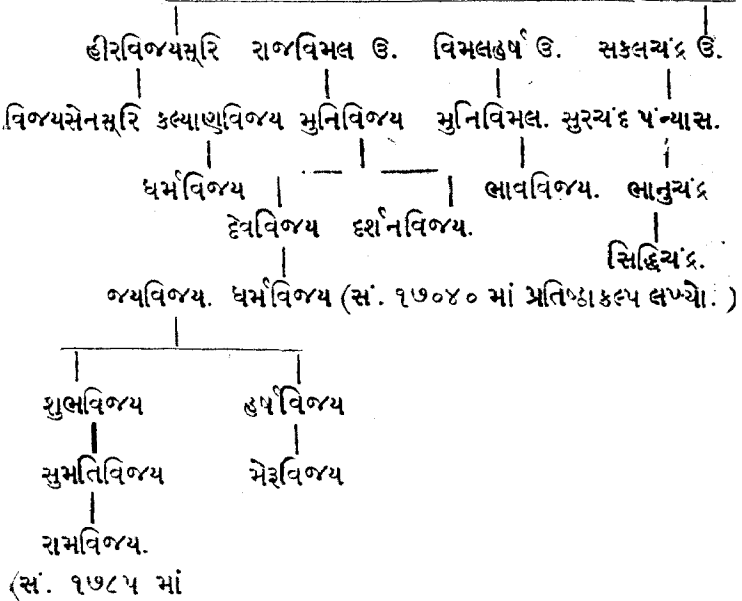 હીરવિજયસૂરિ રાજવિમલ ઉ. વિમલહર્ષ ઉ. સકલચંદ્ર ઉ.
વિજયસેનસૂરિ કલ્યાણવિજય મુનિવિજય મુનિવિમલ. સુરચંદ પંન્યાસ.
ધર્મવિજય ભાવવિજય. ભાનુચંદ્ર
દેવવિજય દર્શનવિજય.
સિદ્ધિચંદ્ર.
જયવિજય. ધર્મવિજય (સં. ૧૭૦૪૦ માં પ્રતિષ્ઠાકલ્પ લખ્યો. )
શુભવિજય હર્ષવિજય
સુમતિવિજય મેરૂવિજય
રામવિજય.
(સં. ૧૭૮૫ માં